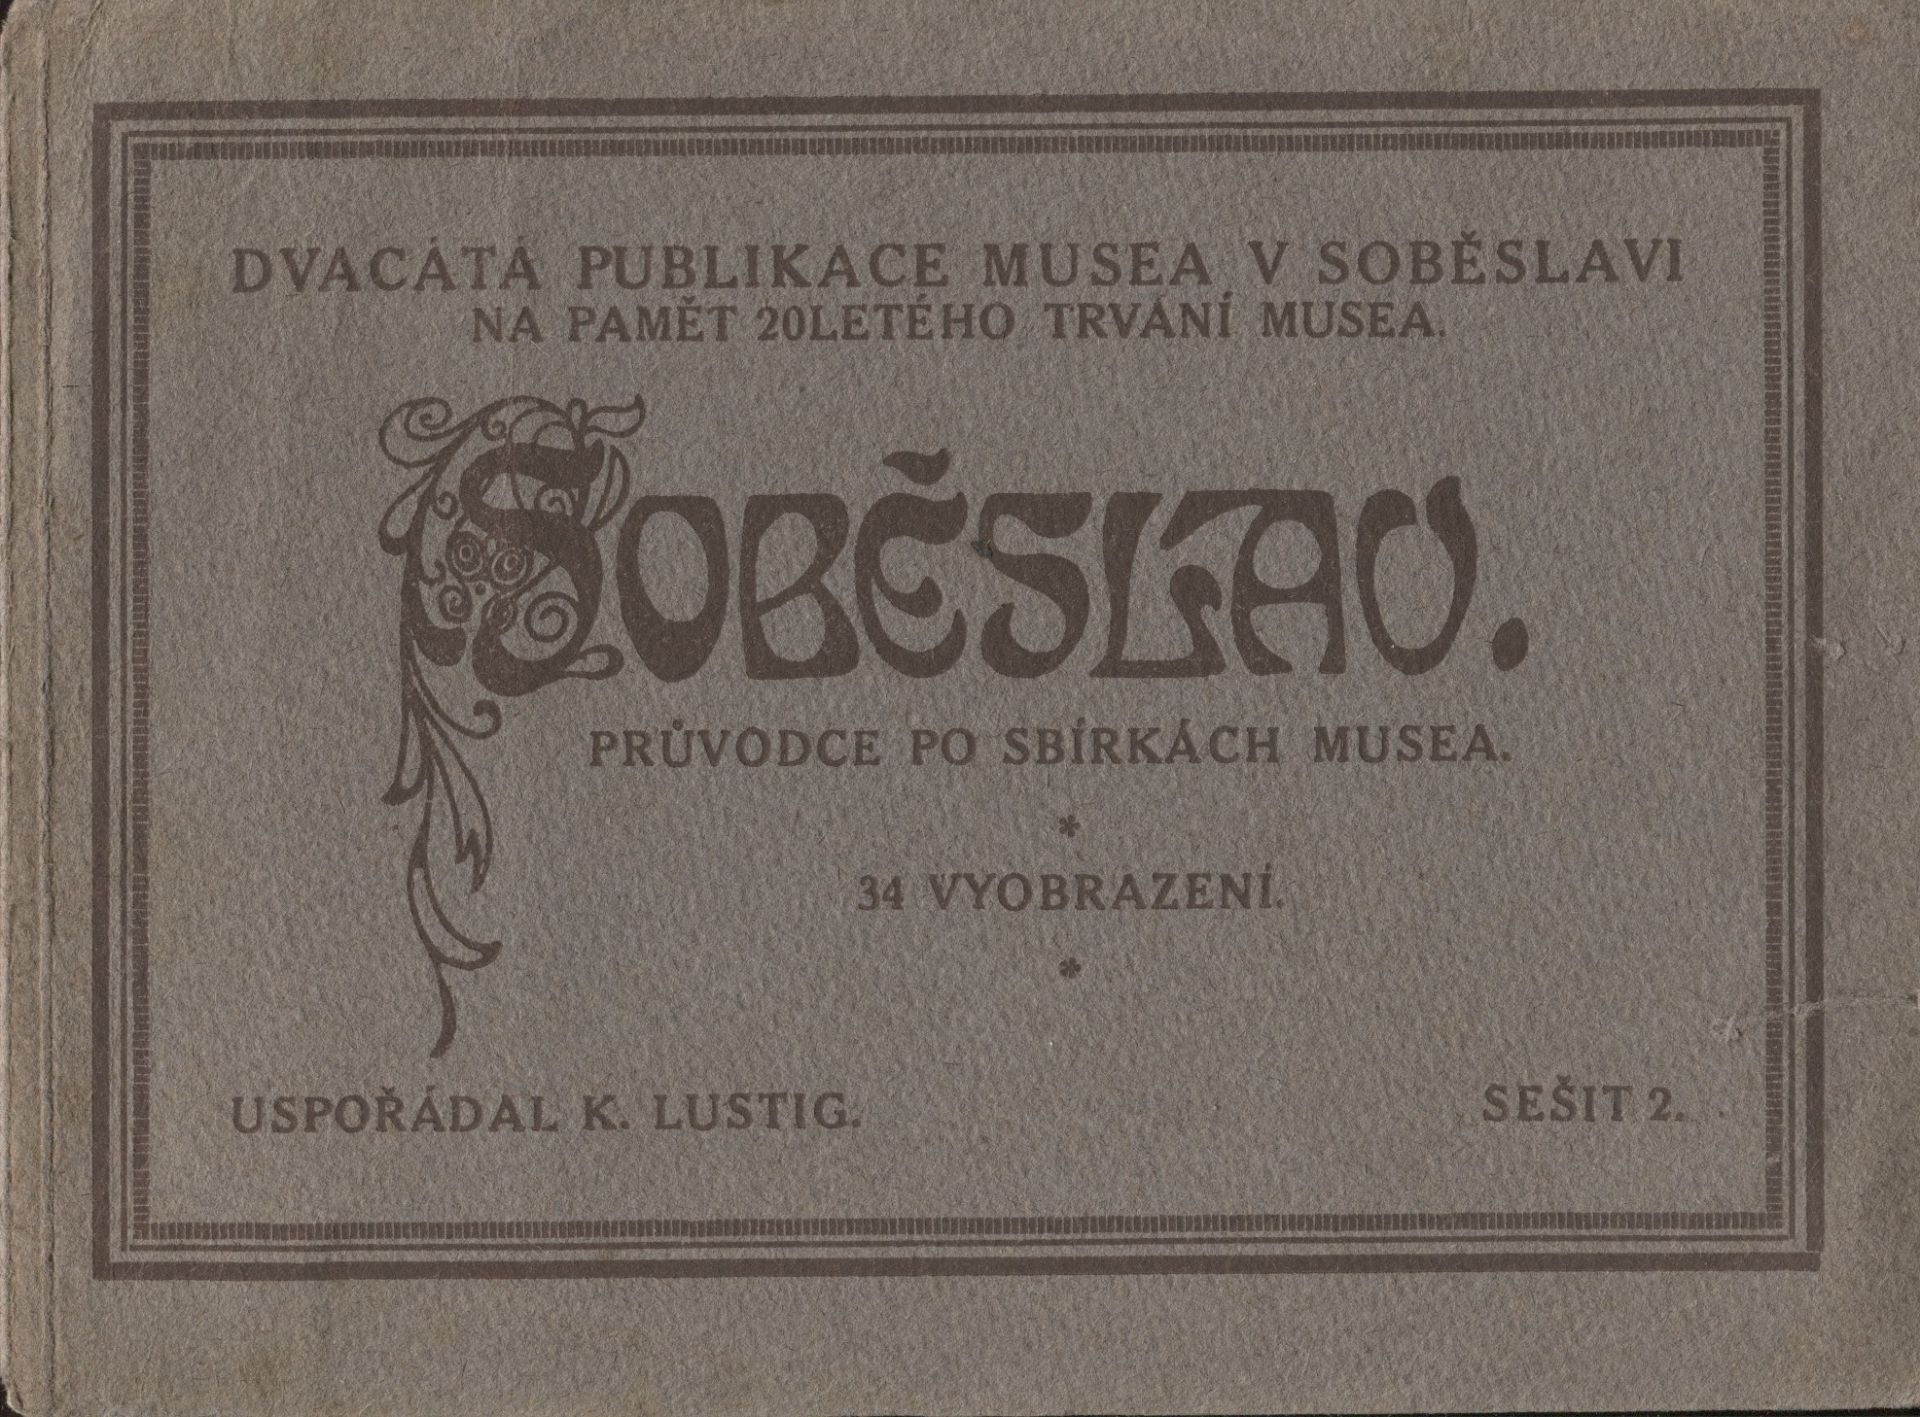 DVACÁTÁ PUBLIKACE MUSEA V SOBĚSLAVI
NA PAMĚT 20LETÉHO TRVÁNÍ MUSEA.
SOBĚSLAV.
PRŮVODCE PO SBÍRKÁCH MUSEA.
*
34 VYOBRAZENÍ.
*
USPOŘÁDAL K. LUSTIG.
SEŠIT 2.